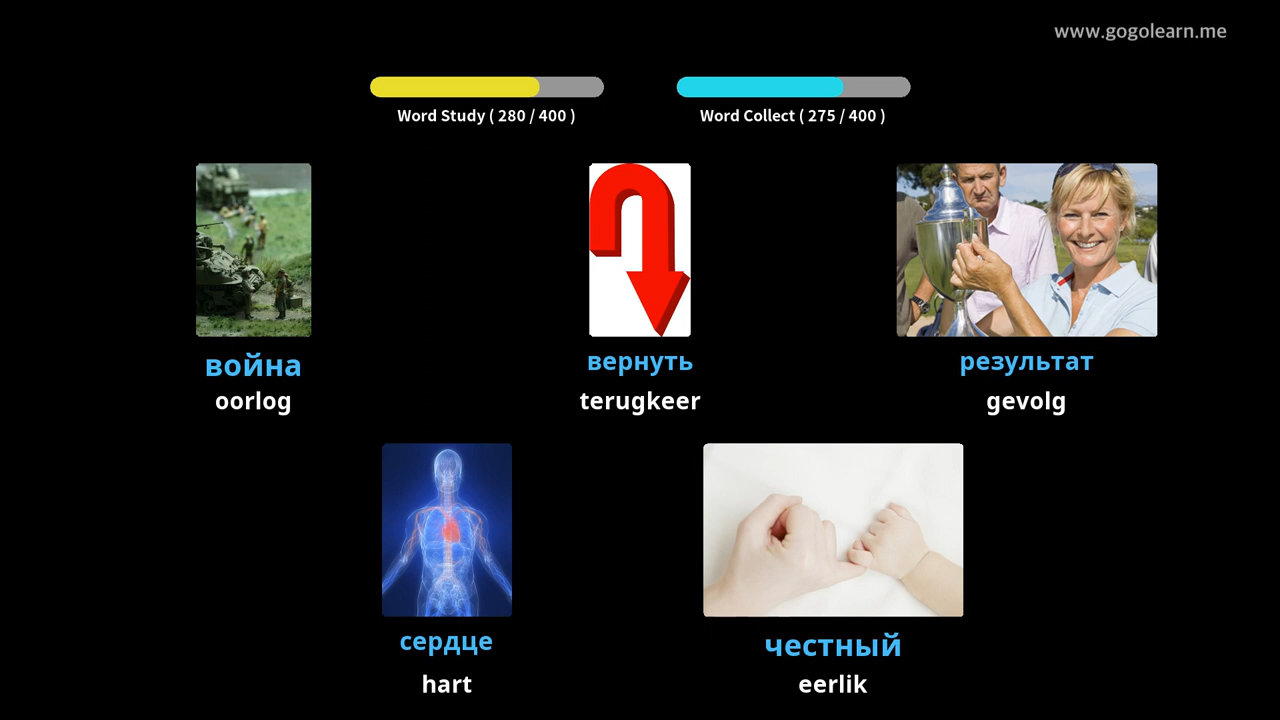 www.gogolearn.me
Word Study ( 280 / 400 )
Word Collect ( 275 / 400 )
война
oorlog
вернуть
terugkeer
результат
gevolg
сердце
hart
честный
eerlik